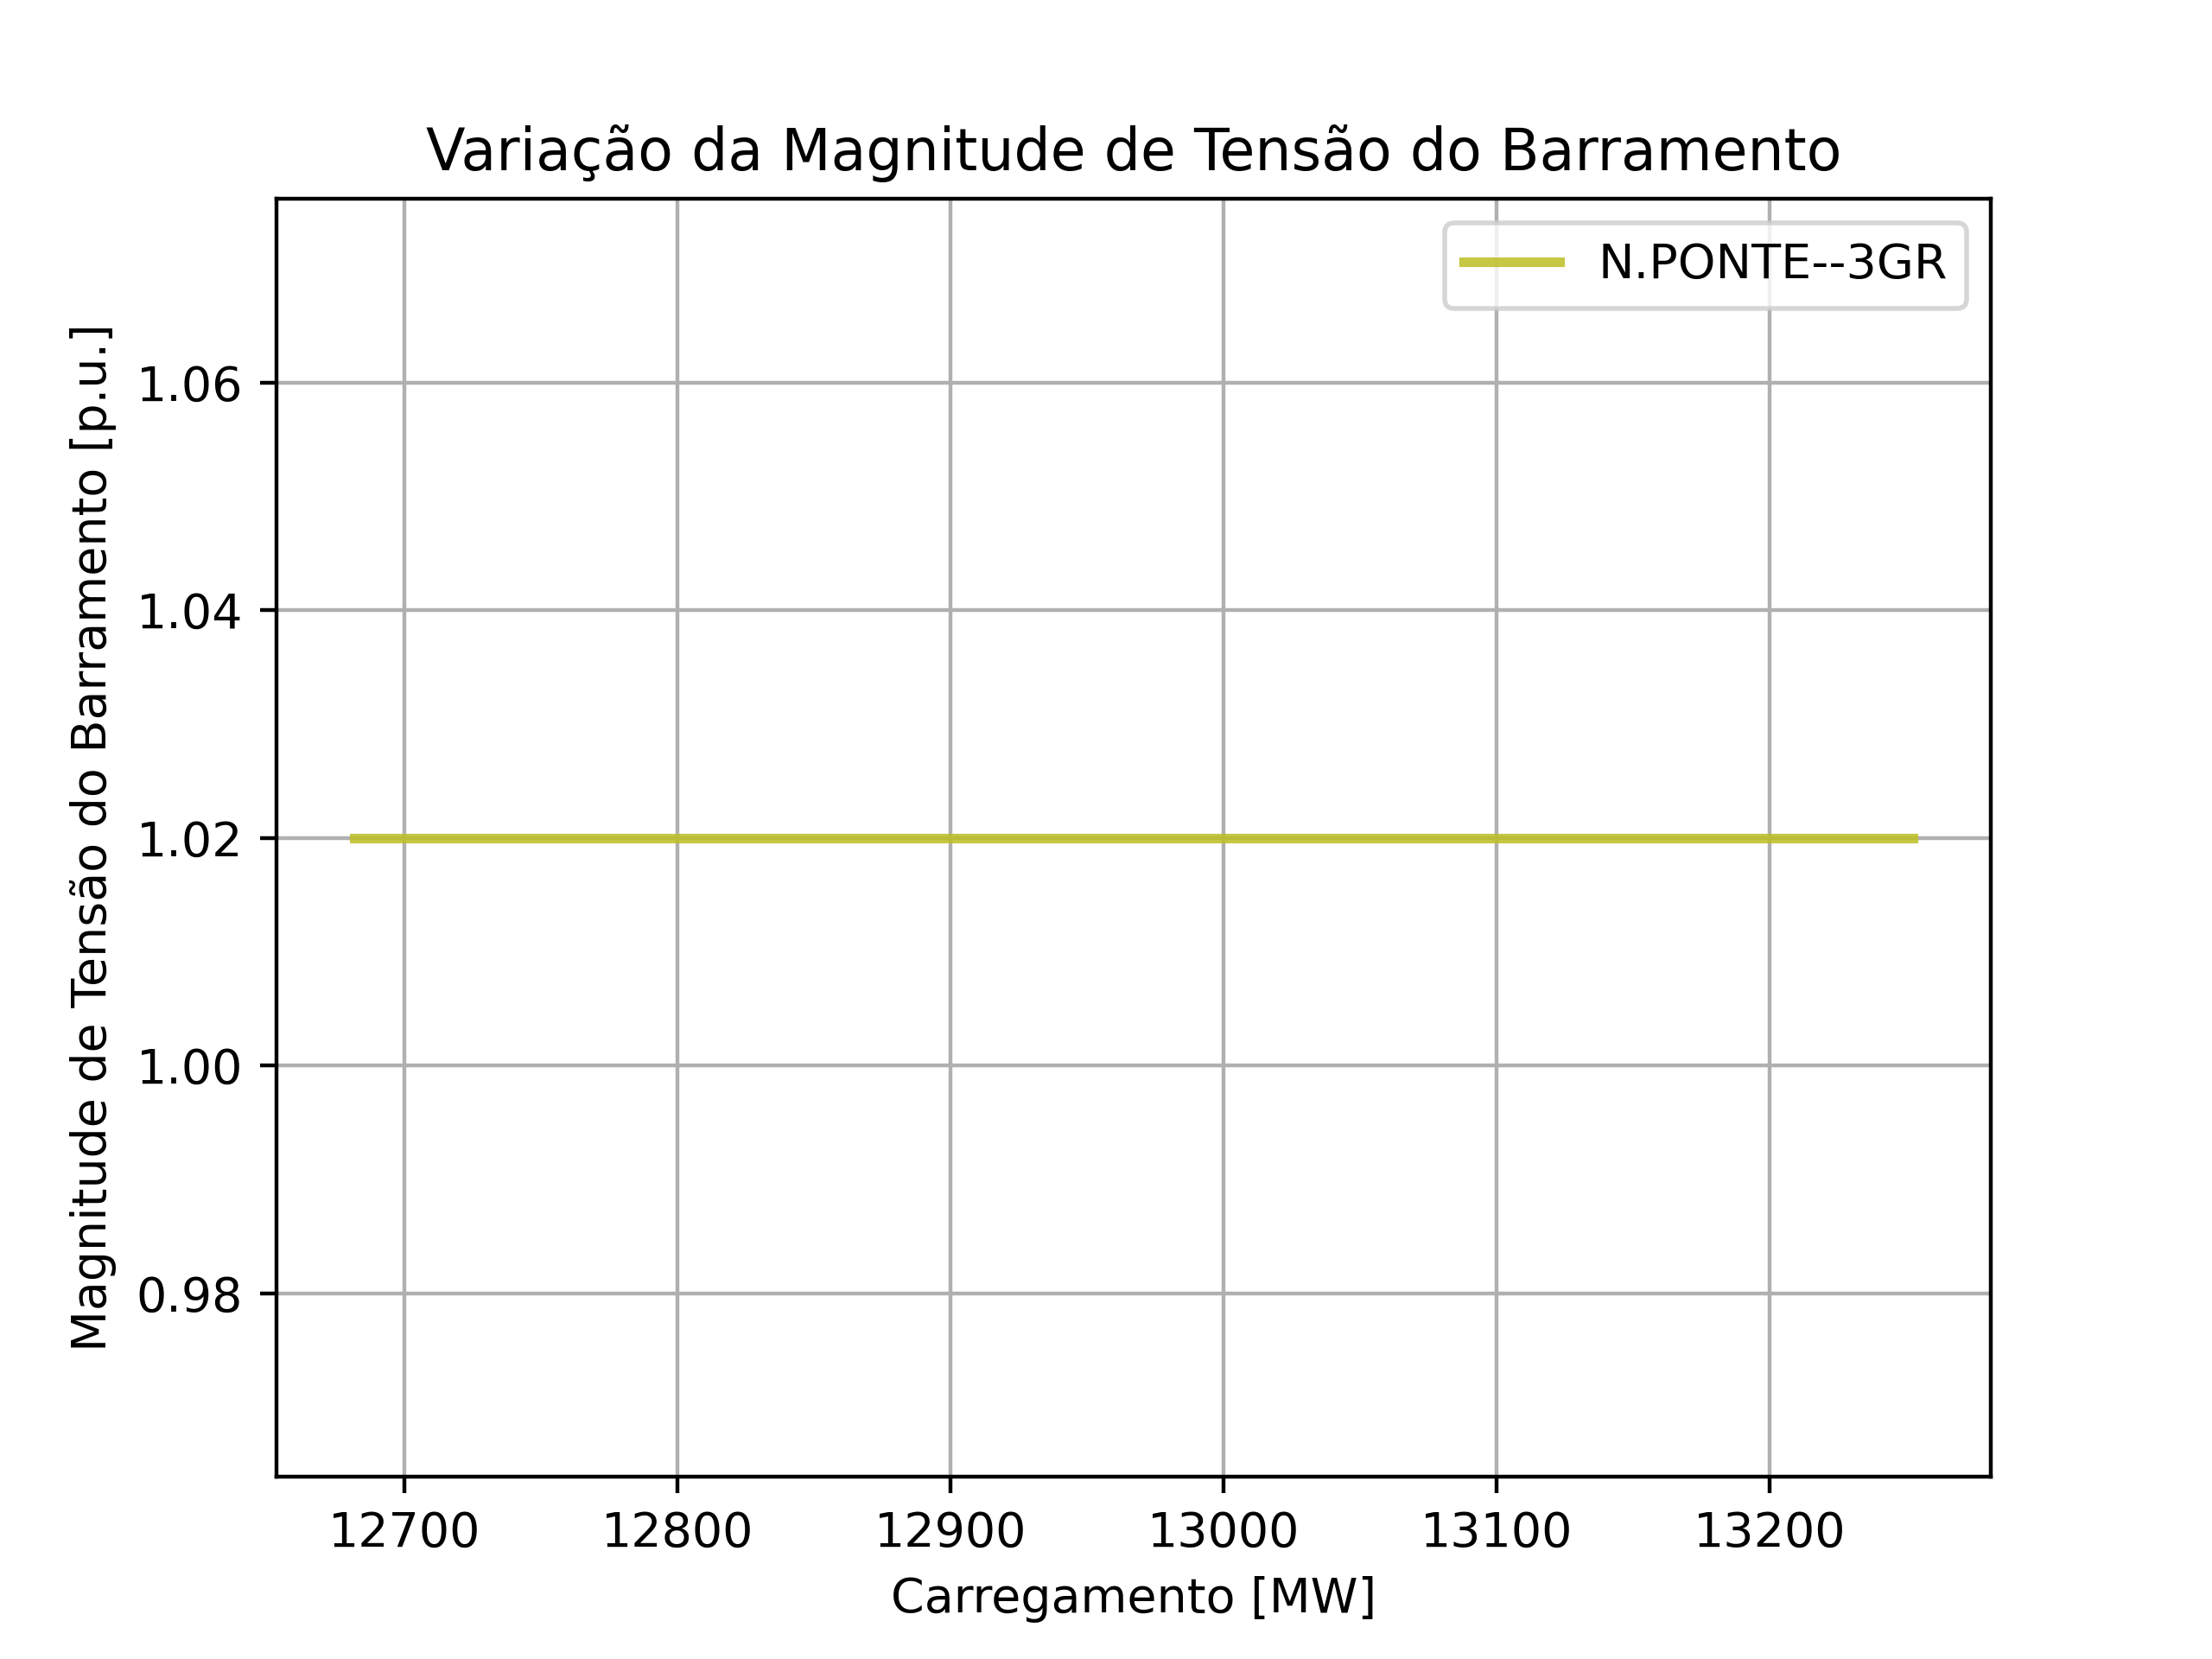 Variação da Magnitude de Tensão do Barramento
N.PONTE--3GR
Magnitude de Tensão do Barramento [p.u.]
1.06
1.04
1.02
1.00
0.98
12700 12800 12900 13000 13100 13200
Carregamento [MW]